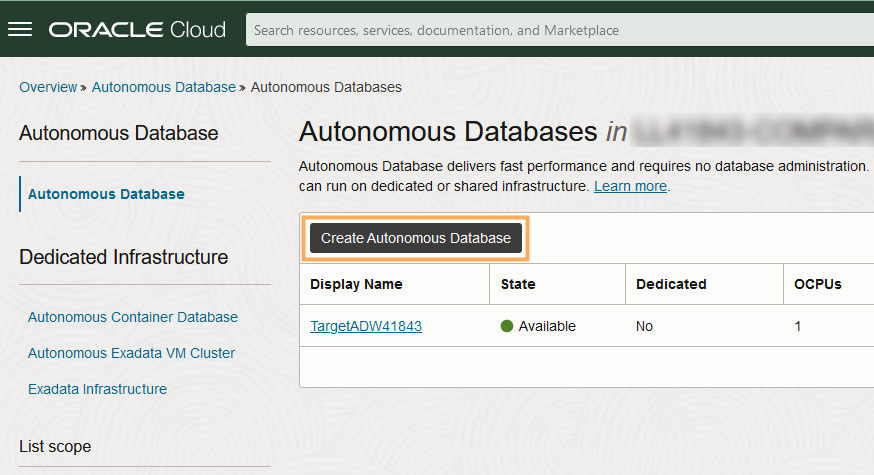 ORACLE Cloud
Search resources, services, documentation, and Marketplace
Overview » Autonomous Database » Autonomous Databases
Autonomous Database
Autonomous Database
Dedicated Infrastructure
Autonomous Container Database
Autonomous Exadata VM Cluster
Exadata Infrastructure
List scope
Autonomous Databases in
Autonomous Database delivers fast performance and requires no database administration.
can run on dedicated or shared infrastructure. Learn more.
Create Autonomous Database
Display Name State Dedicated OCPUs
TargetADW41843 Available No 1